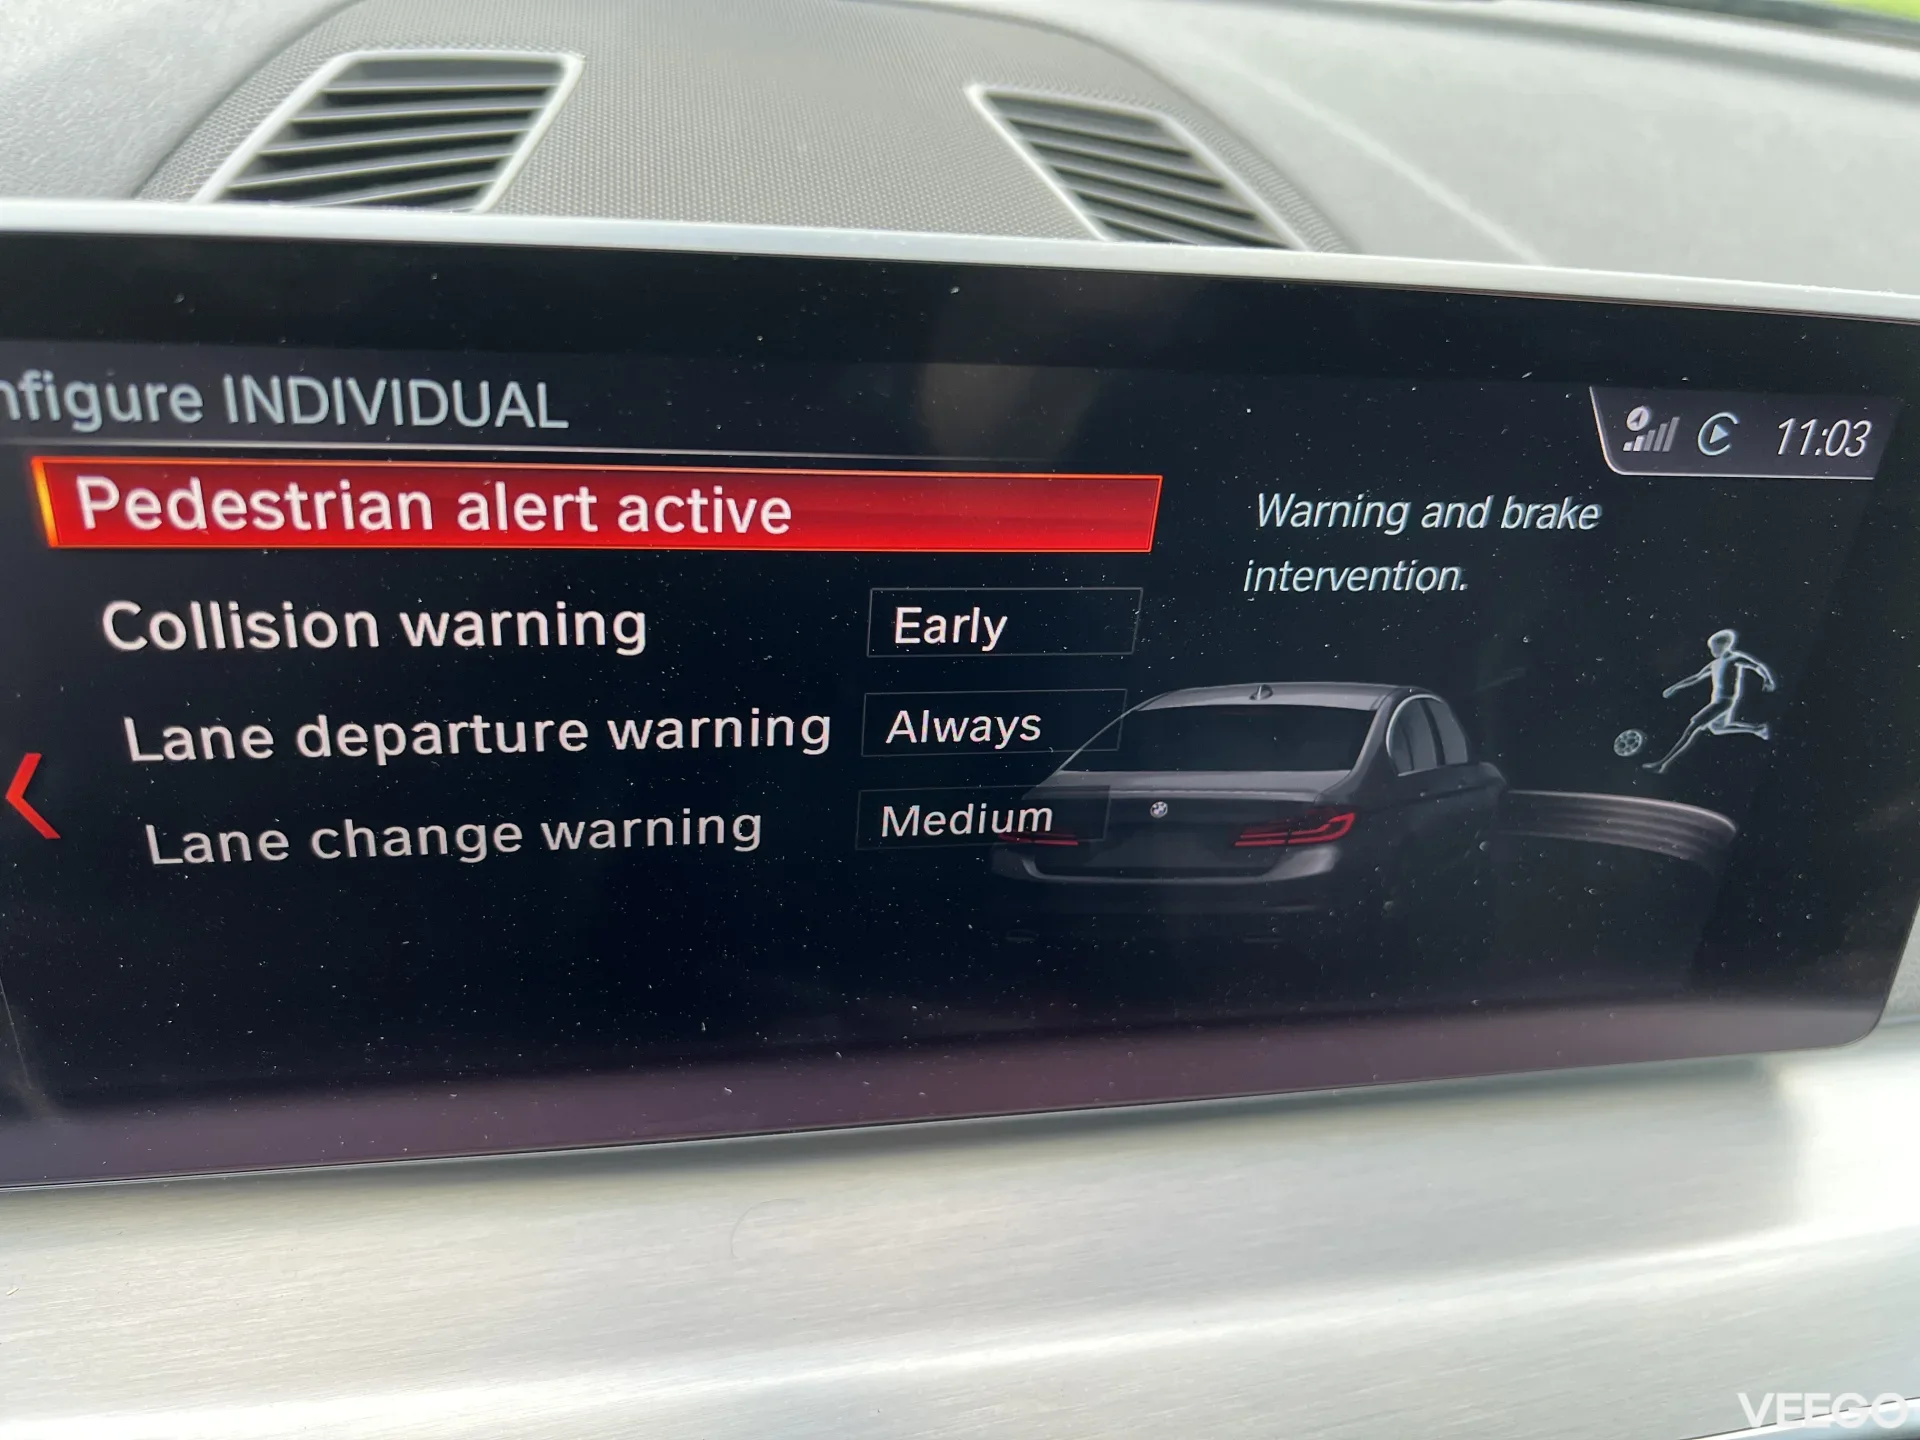 nfigure INDIVIDUAL
11:03
Pedestrian alert active
Warning and brake
intervention.
Collision warning Early
Lane departure warning Always
Lane change warning Medium
VEEGO